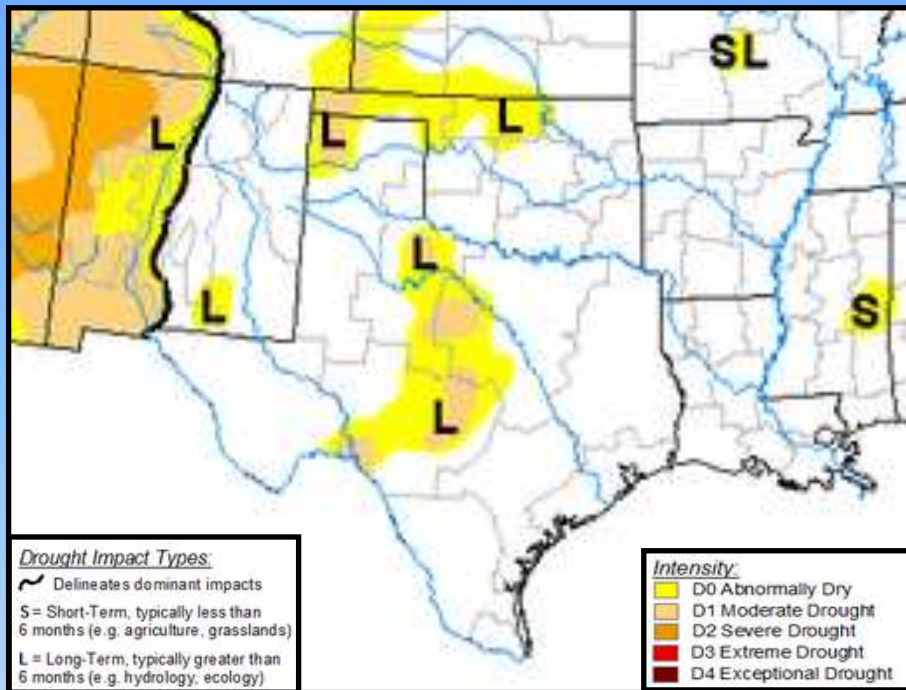 SL
L
L
L
L
L
S
L
Drought Impact Types:
Delineates dominant impacts
S = Short-Term, typically less than
6 months (e.g. agriculture, grasslands)
L = Long-Term, typically greater than
6 months (e.g. hydrology, ecology)
Intensity:
D0 Abnormally Dry
D1 Moderate Drought
D2 Severe Drought
D3 Extreme Drought
D4 Exceptional Drought